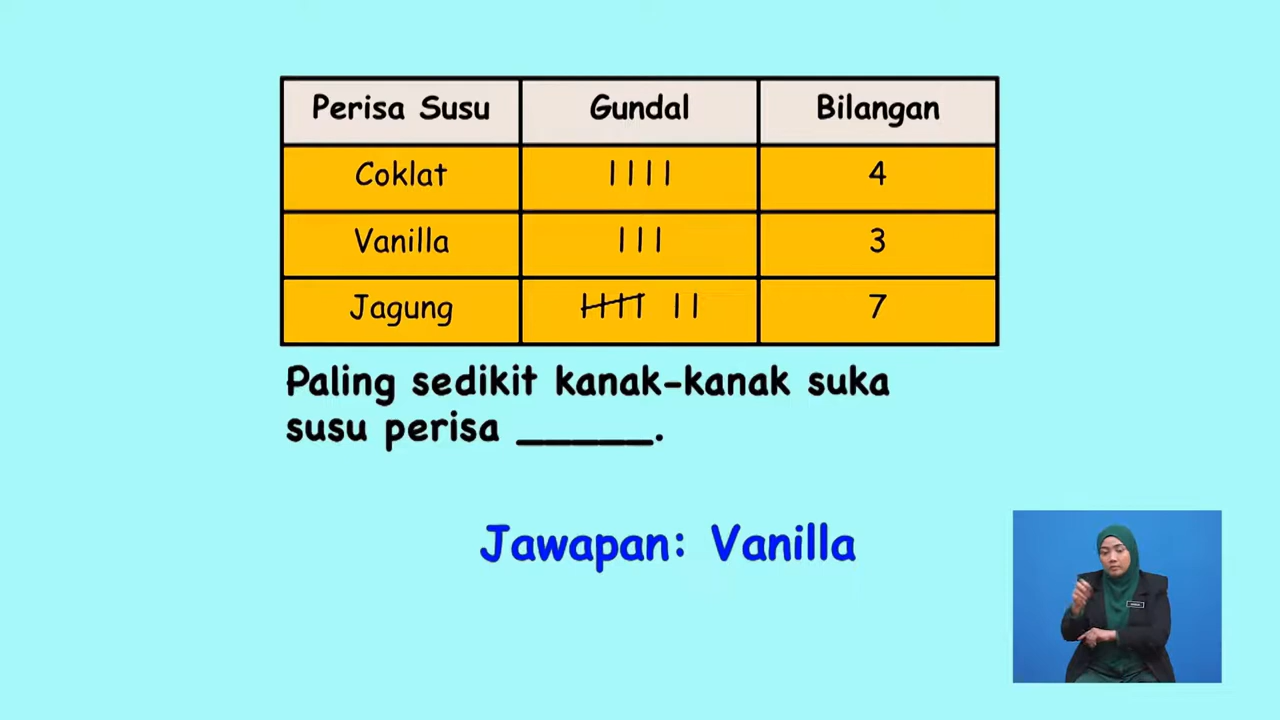 Perisa Susu Gundal Bilangan
Coklat 4
Vanilla 3
Jagung 7
Paling sedikit kanak-kanak suka
susu perisa _____.
Jawapan: Vanilla